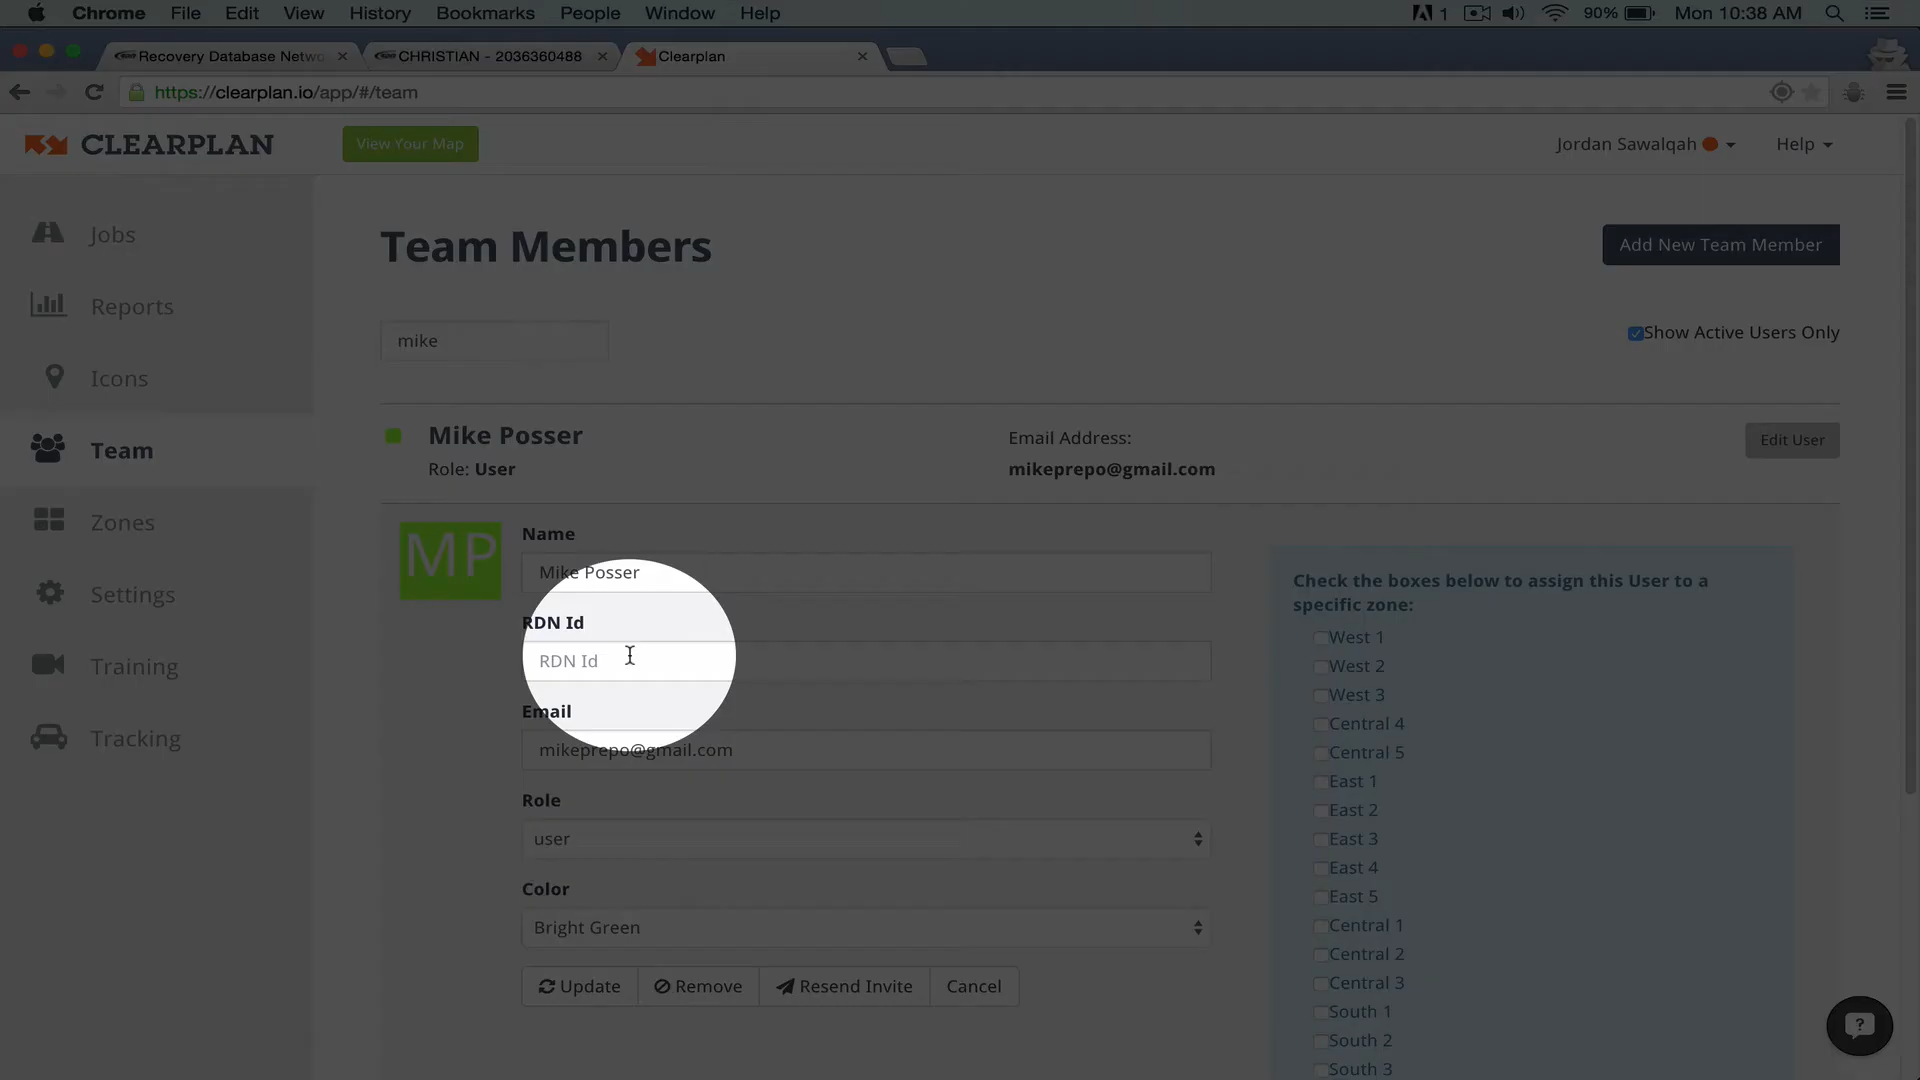 Chrome File Edit View History Bookmarks People Window Help 1 90% Mon 10:38 AM
Recovery Database Netwo CHRISTIAN - 2036360488 Clearplan
https://clearplan.io/app/#/team
CLEARPLAN View Your Map Jordan Sawalqah Help
Jobs
Reports
Icons
Team
Zones
Settings
Training
Tracking
Team Members
Add New Team Member
mike
Show Active Users Only
Mike Posser
Role: User
Email Address:
mikeprepo@gmail.com
Edit User
MP
Name
Mike Posser
RDN Id
RDN Id
Email
mikeprepo@gmail.com
Role
user
Color
Bright Green
Update Remove Resend Invite Cancel
Check the boxes below to assign this User to a
specific zone:
West 1
West 2
West 3
Central 4
Central 5
East 1
East 2
East 3
East 4
East 5
Central 1
Central 2
Central 3
South 1
South 2
South 3
?